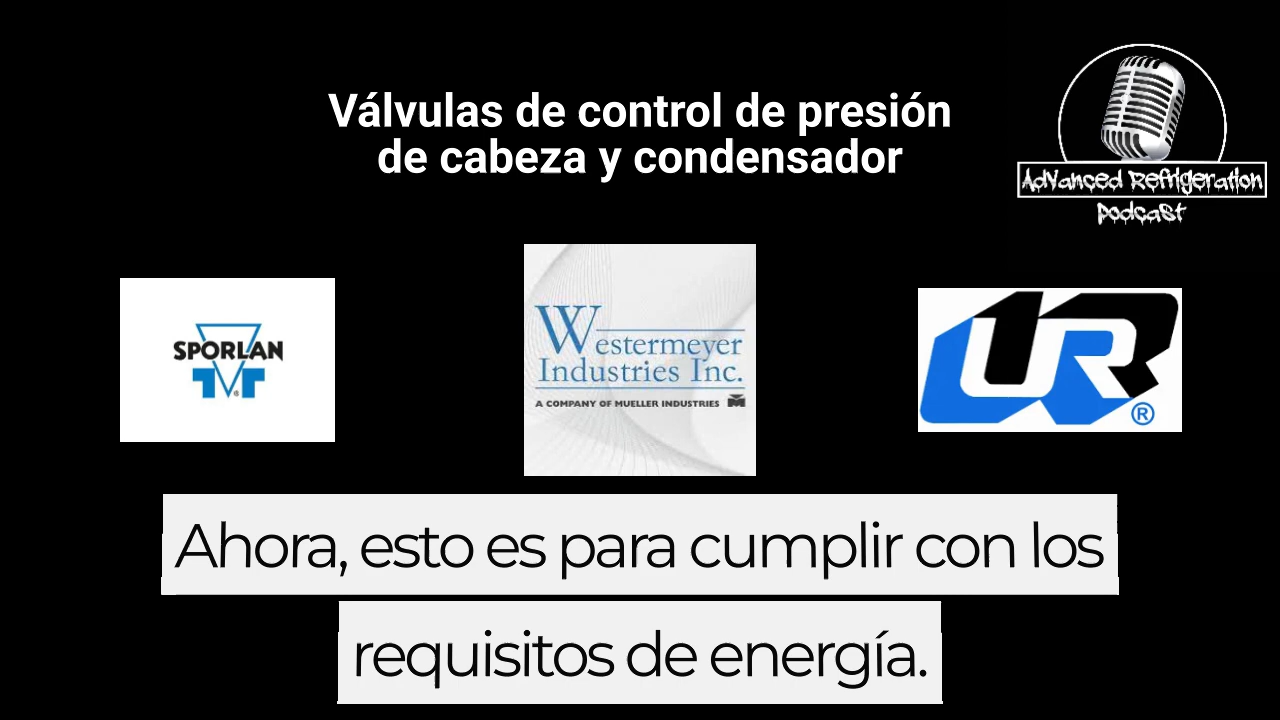 Válvulas de control de presión
de cabeza y condensador
AdVanced Refrigeration
Podcast
SPORLAN
®
Westermeyer
Industries Inc.
A COMPANY OF MUELLER INDUSTRIES
UR
®
Ahora, esto es para cumplir con los
requisitos de energía.